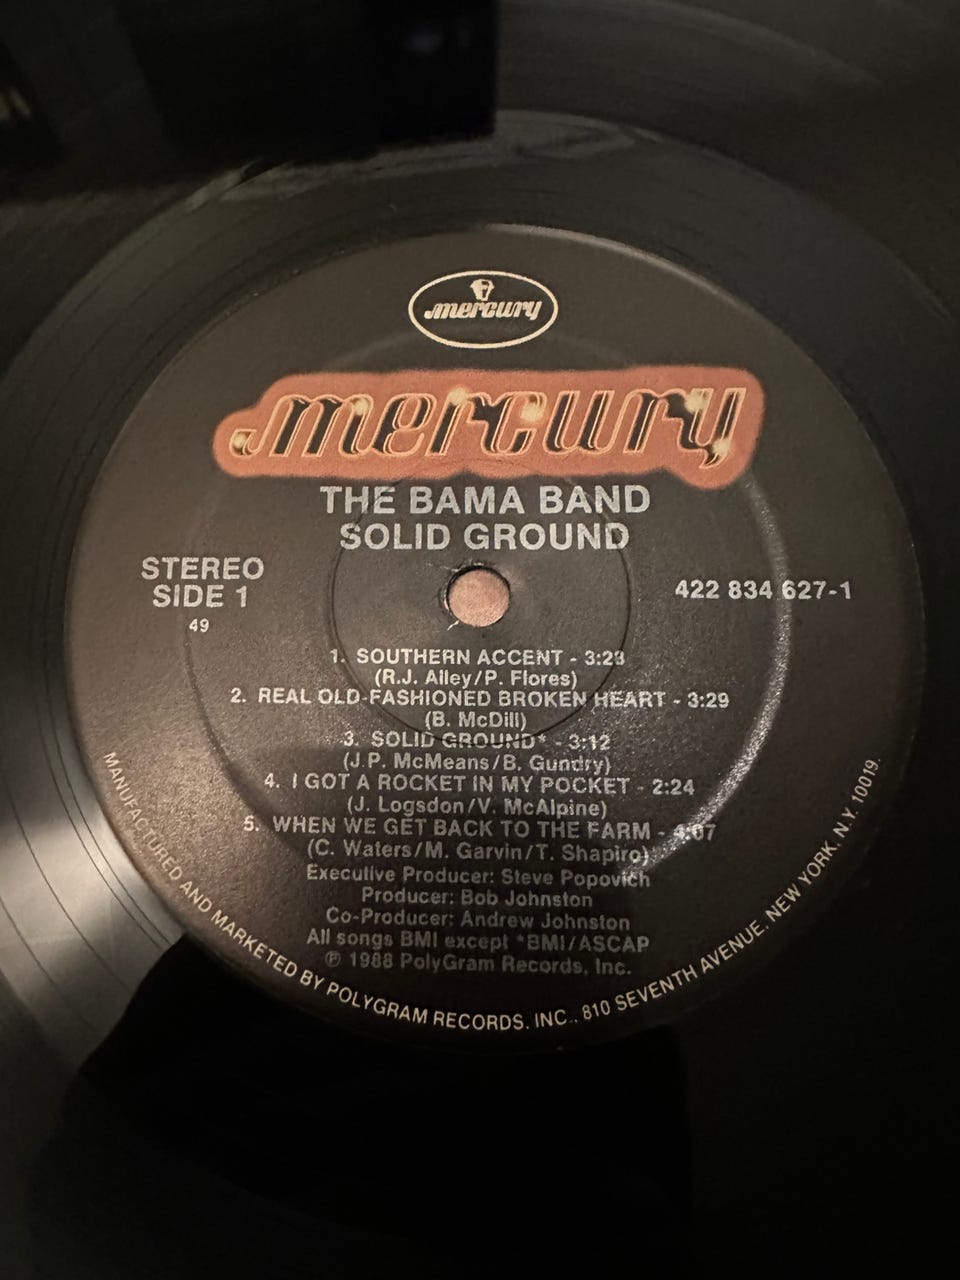 mercury
mercury
THE BAMA BAND
SOLID GROUND
STEREO
SIDE 1
49
422 834 627-1
1. SOUTHERN ACCENT - 3:23
(R.J. Alley/P. Flores)
2. REAL OLD-FASHIONED BROKEN HEART - 3:29
(B. McDill)
3. SOLID GROUND* - 3:12
(J.P. McMeans/B. Gundry)
4. I GOT A ROCKET IN MY POCKET - 2:24
(J. Logsdon/V. McAlpine)
5. WHEN WE GET BACK TO THE FARM - 4:07
(C. Waters/M. Garvin/T. Shapiro)
Executive Producer: Steve Popovich
Producer: Bob Johnston
Co-Producer: Andrew Johnston
All songs BMI except *BMI/ASCAP
℗ 1988 PolyGram Records, Inc.
MANUFACTURED AND MARKETED BY POLYGRAM RECORDS, INC., 810 SEVENTH AVENUE, NEW YORK, N.Y. 10019.